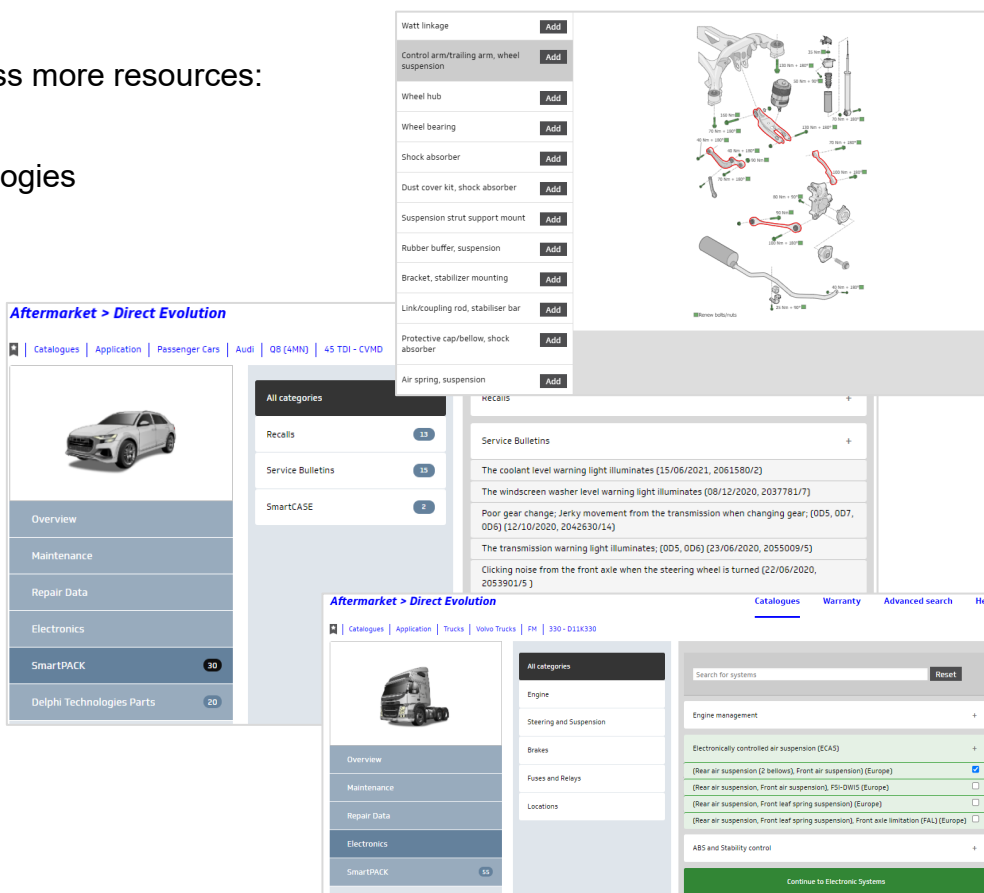 ss more resources:
ogies
Watt linkage Add
Control arm/trailing arm, wheel
suspension Add
Wheel hub Add
Wheel bearing Add
Shock absorber Add
Dust cover kit, shock absorber Add
Suspension strut support mount Add
Rubber buffer, suspension Add
Bracket, stabilizer mounting Add
Link/coupling rod, stabiliser bar Add
Protective cap/bellow, shock
absorber Add
Air spring, suspension Add
Renew bolts/nuts
Aftermarket > Direct Evolution
Catalogues | Application | Passenger Cars | Audi | Q8 (4MN) | 45 TDI - CVMD
Overview
Maintenance
Repair Data
Electronics
SmartPACK 30
Delphi Technologies Parts 20
All categories
Recalls 13
Service Bulletins 15
SmartCASE 2
Recalls +
Service Bulletins +
The coolant level warning light illuminates (15/06/2021, 2061580/2)
The windscreen washer level warning light illuminates (08/12/2020, 2037781/7)
Poor gear change; Jerky movement from the transmission when changing gear; (0D5, 0D7,
0D6) (12/10/2020, 2042630/14)
The transmission warning light illuminates; (0D5, 0D6) (23/06/2020, 2055009/5)
Clicking noise from the front axle when the steering wheel is turned (22/06/2020,
2053901/5 )
Aftermarket > Direct Evolution
Catalogues Warranty Advanced search He
Catalogues | Application | Trucks | Volvo Trucks | FM | 330 - D11K330
Overview
Maintenance
Repair Data
Electronics
SmartPACK 55
All categories
Engine
Steering and Suspension
Brakes
Fuses and Relays
Locations
Search for systems Reset
Engine management +
Electronically controlled air suspension (ECAS) +
(Rear air suspension (2 bellows), Front air suspension) (Europe)
(Rear air suspension, Front air suspension), FSI-DWIS (Europe)
(Rear air suspension, Front leaf spring suspension) (Europe)
(Rear air suspension, Front leaf spring suspension), Front axle limitation (FAL) (Europe)
ABS and Stability control +
Continue to Electronic Systems